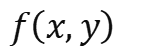 f(x, y)